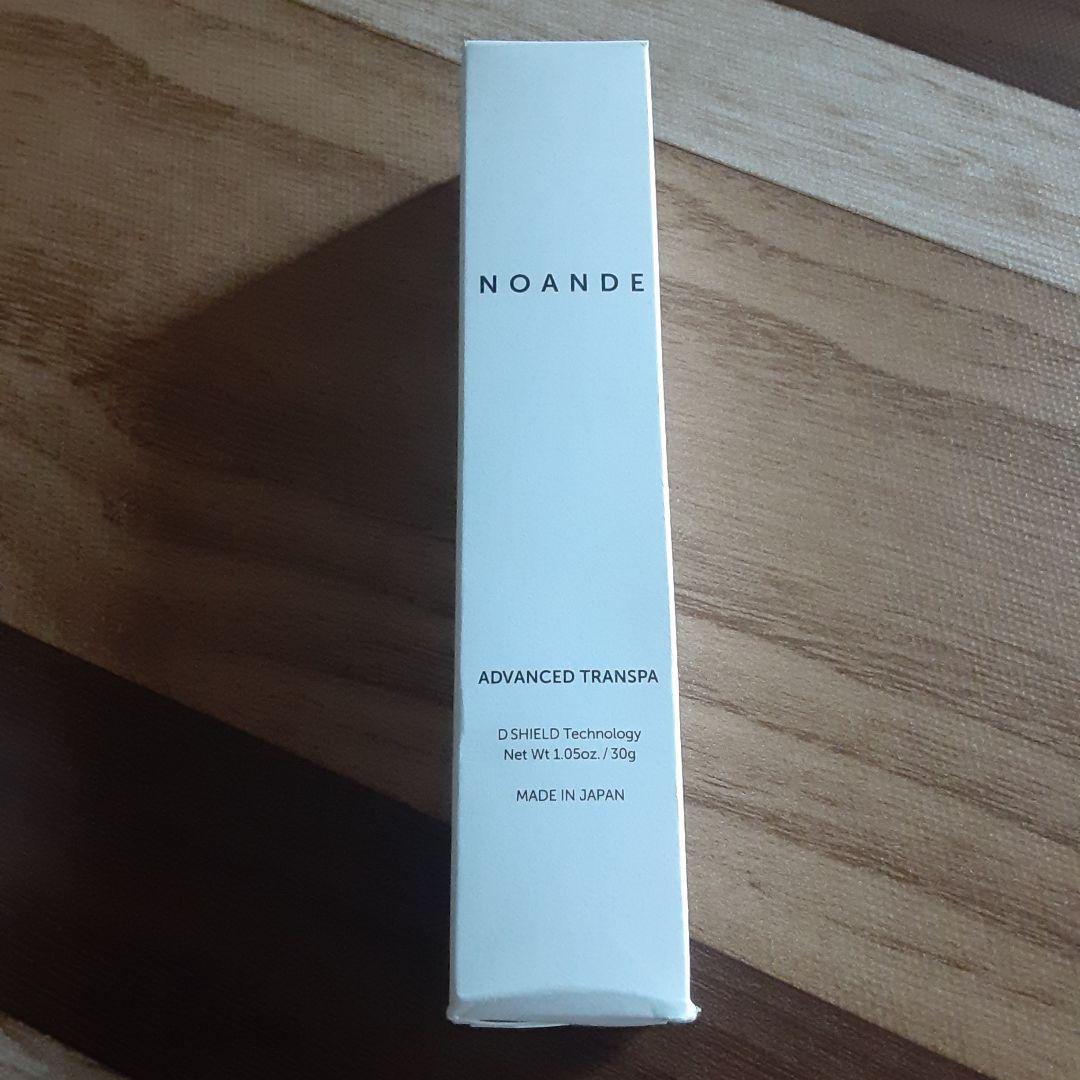 NOANDE
ADVANCED TRANSPA
D SHIELD Technology
Net Wt 1.05oz. / 30g
MADE IN JAPAN